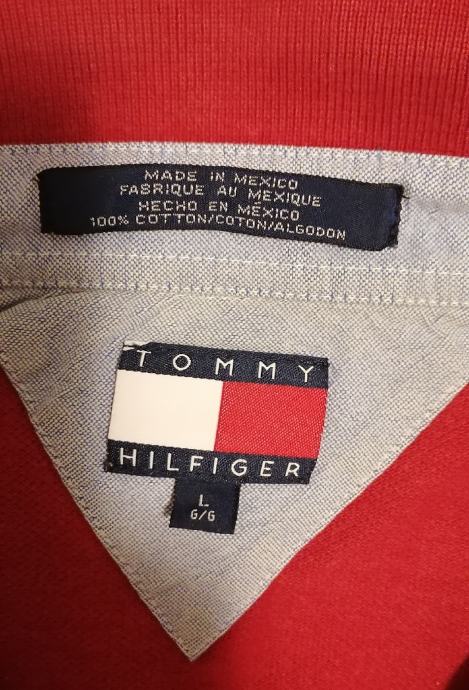 MADE IN MEXICO
FABRIQUE AU MEXIQUE
HECHO EN MÉXICO
100% COTTON/COTON/ALGODON
TOMMY
HILFIGER
L
G/G